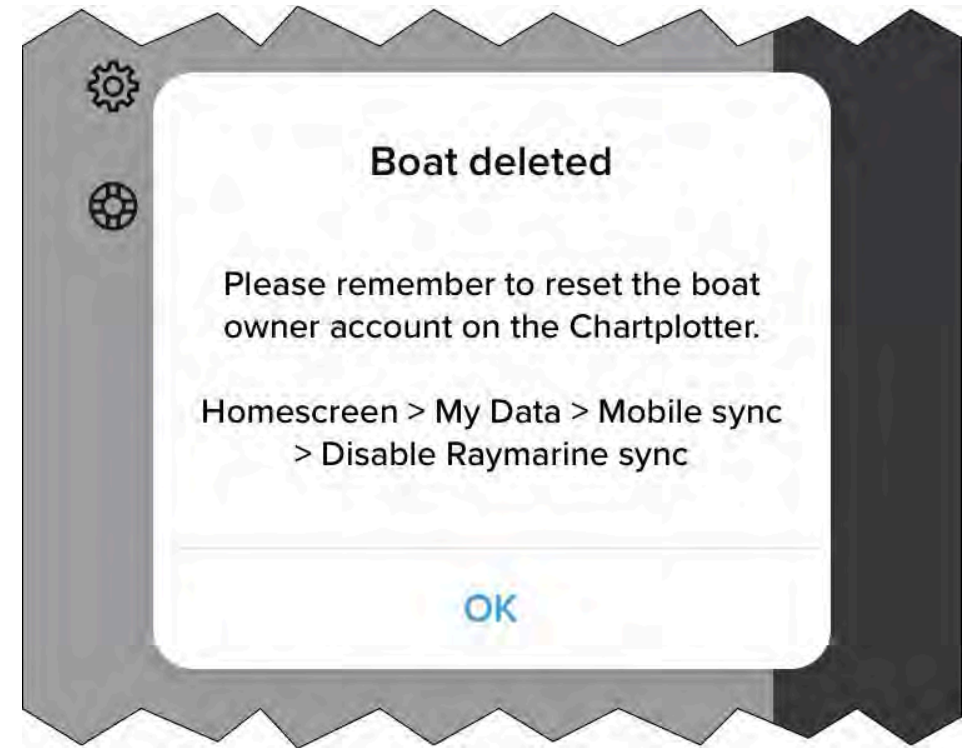 Boat deleted
Please remember to reset the boat
owner account on the Chartplotter.
Homescreen > My Data > Mobile sync
> Disable Raymarine sync
OK